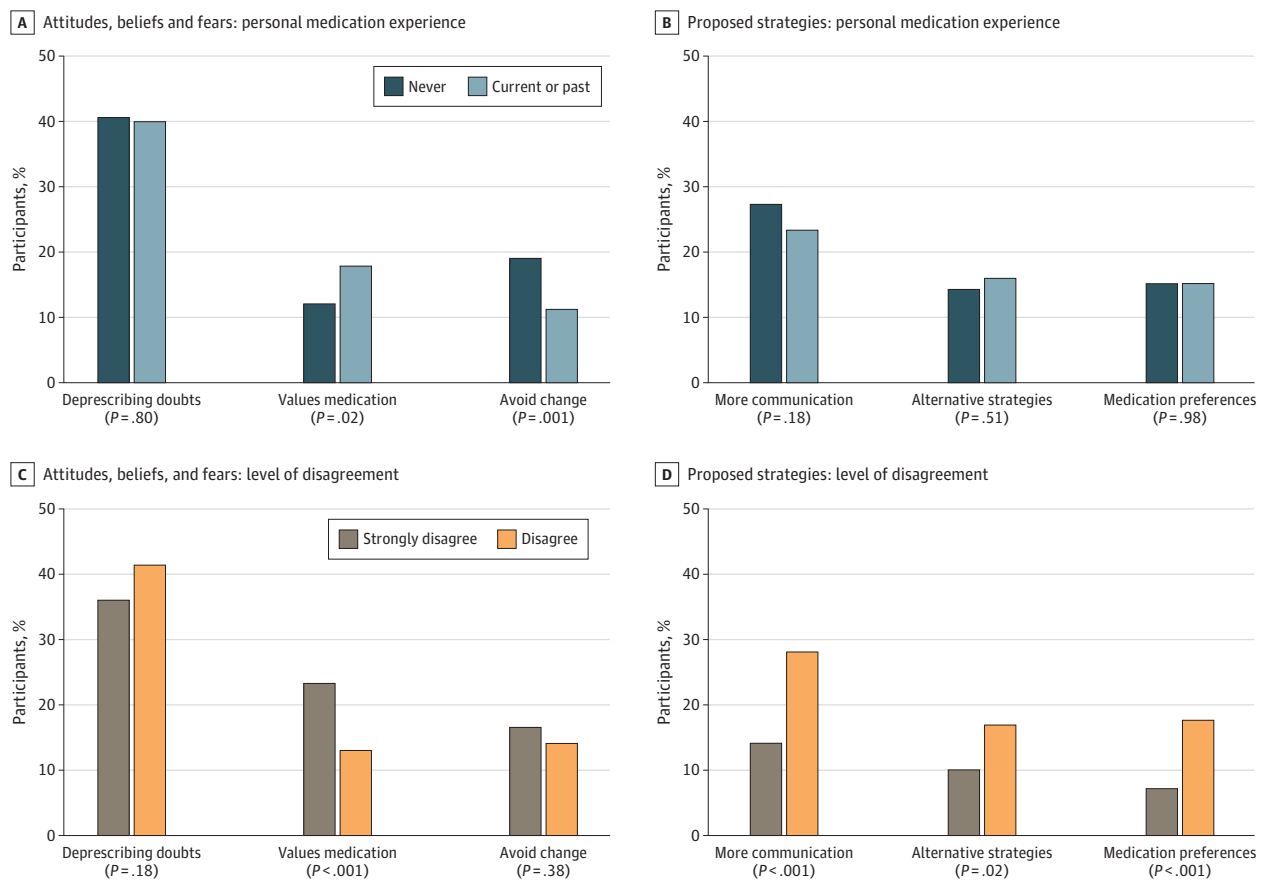 A Attitudes, beliefs and fears: personal medication experience
50
40
30
20
10
0
Participants, %
Never Current or past
Deprescribing doubts Values medication Avoid change
(P = .80) (P = .02) (P = .001)
B Proposed strategies: personal medication experience
50
40
30
20
10
0
Participants, %
More communication Alternative strategies Medication preferences
(P = .18) (P = .51) (P = .98)
C Attitudes, beliefs, and fears: level of disagreement
50
40
30
20
10
0
Participants, %
Strongly disagree Disagree
Deprescribing doubts Values medication Avoid change
(P = .18) (P < .001) (P = .38)
D Proposed strategies: level of disagreement
50
40
30
20
10
0
Participants, %
More communication Alternative strategies Medication preferences
(P < .001) (P = .02) (P < .001)